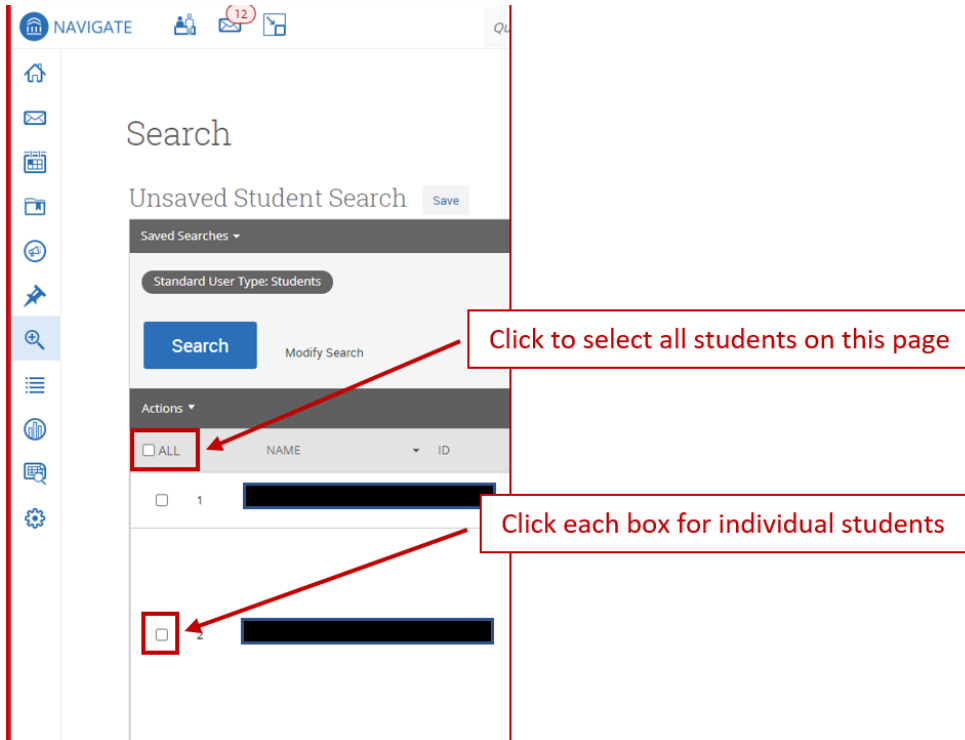 NAVIGATE
12
Qu
Search
Unsaved Student Search Save
Saved Searches
Standard User Type: Students
Search Modify Search
Click to select all students on this page
Actions
ALL NAME ID
1
Click each box for individual students
2